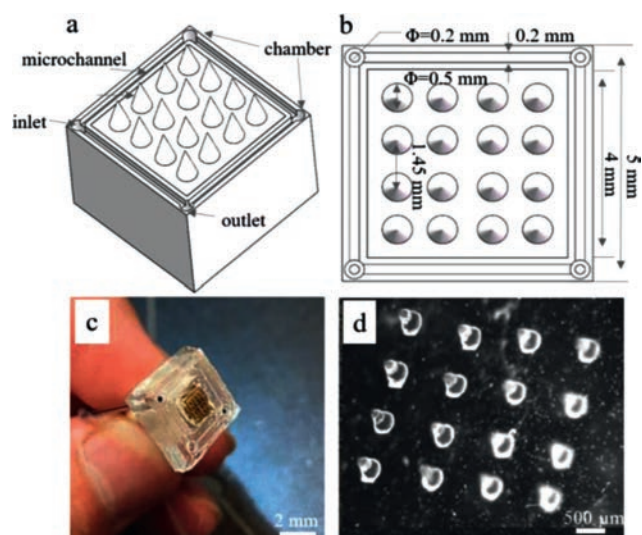 a
chamber
microchannel
inlet
outlet
b
Φ=0.2 mm
0.2 mm
Φ=0.5 mm
1.45 mm
4 mm
5 mm
c
2 mm
d
500 µm